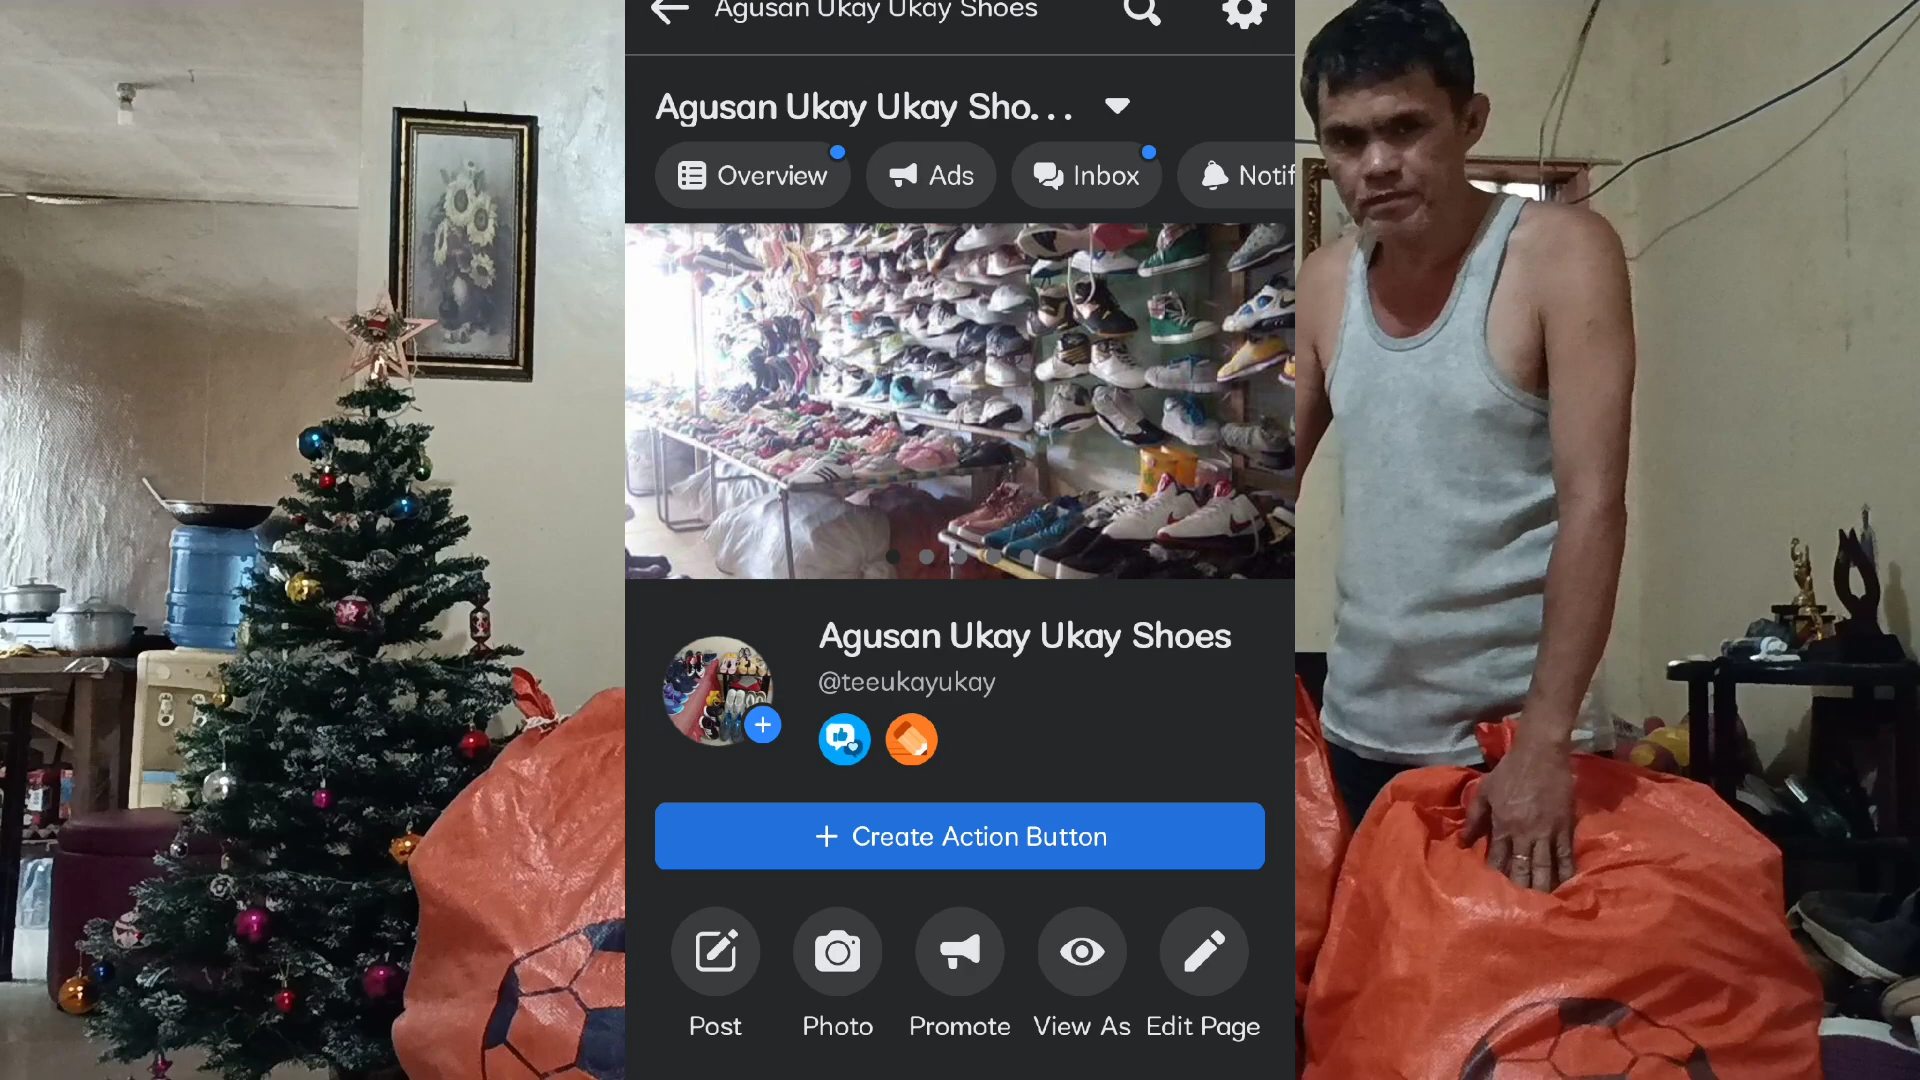 Agusan Ukay Ukay Shoes
Agusan Ukay Ukay Sho...
Overview
Ads
Inbox
Notif
Agusan Ukay Ukay Shoes
@teeukayukay
+ Create Action Button
Post
Photo
Promote
View As
Edit Page